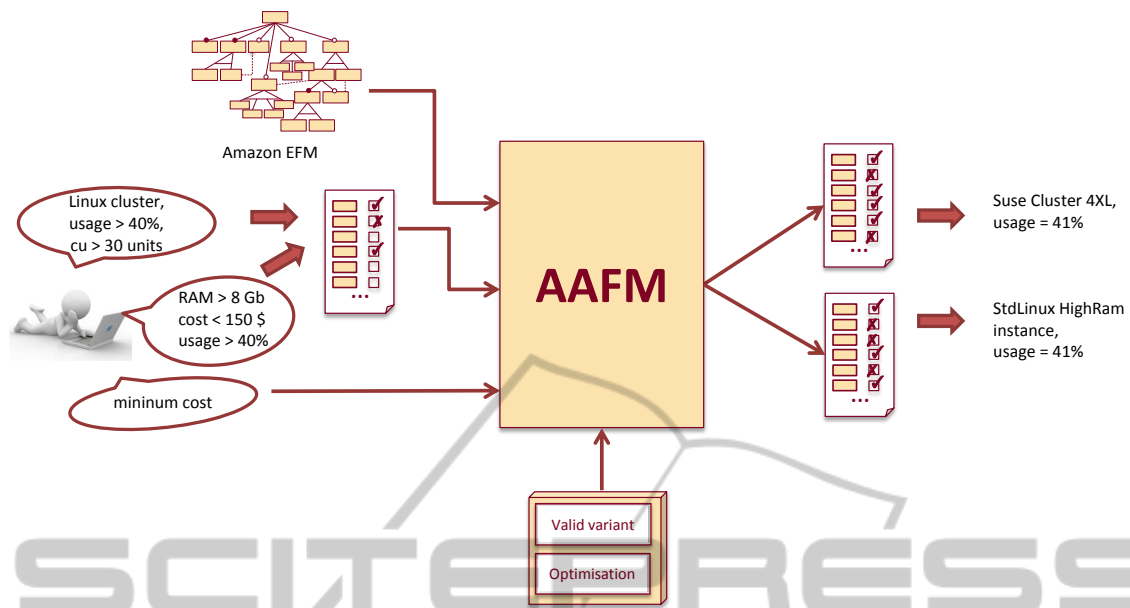 Amazon EFM
Linux cluster,
usage > 40%,
cu > 30 units
RAM > 8 Gb
cost < 150 $
usage > 40%
mininum cost
...
AAFM
Valid variant
Optimisation
...
Suse Cluster 4XL,
usage = 41%
...
StdLinux HighRam
instance,
usage = 41%
SCITEPRESS